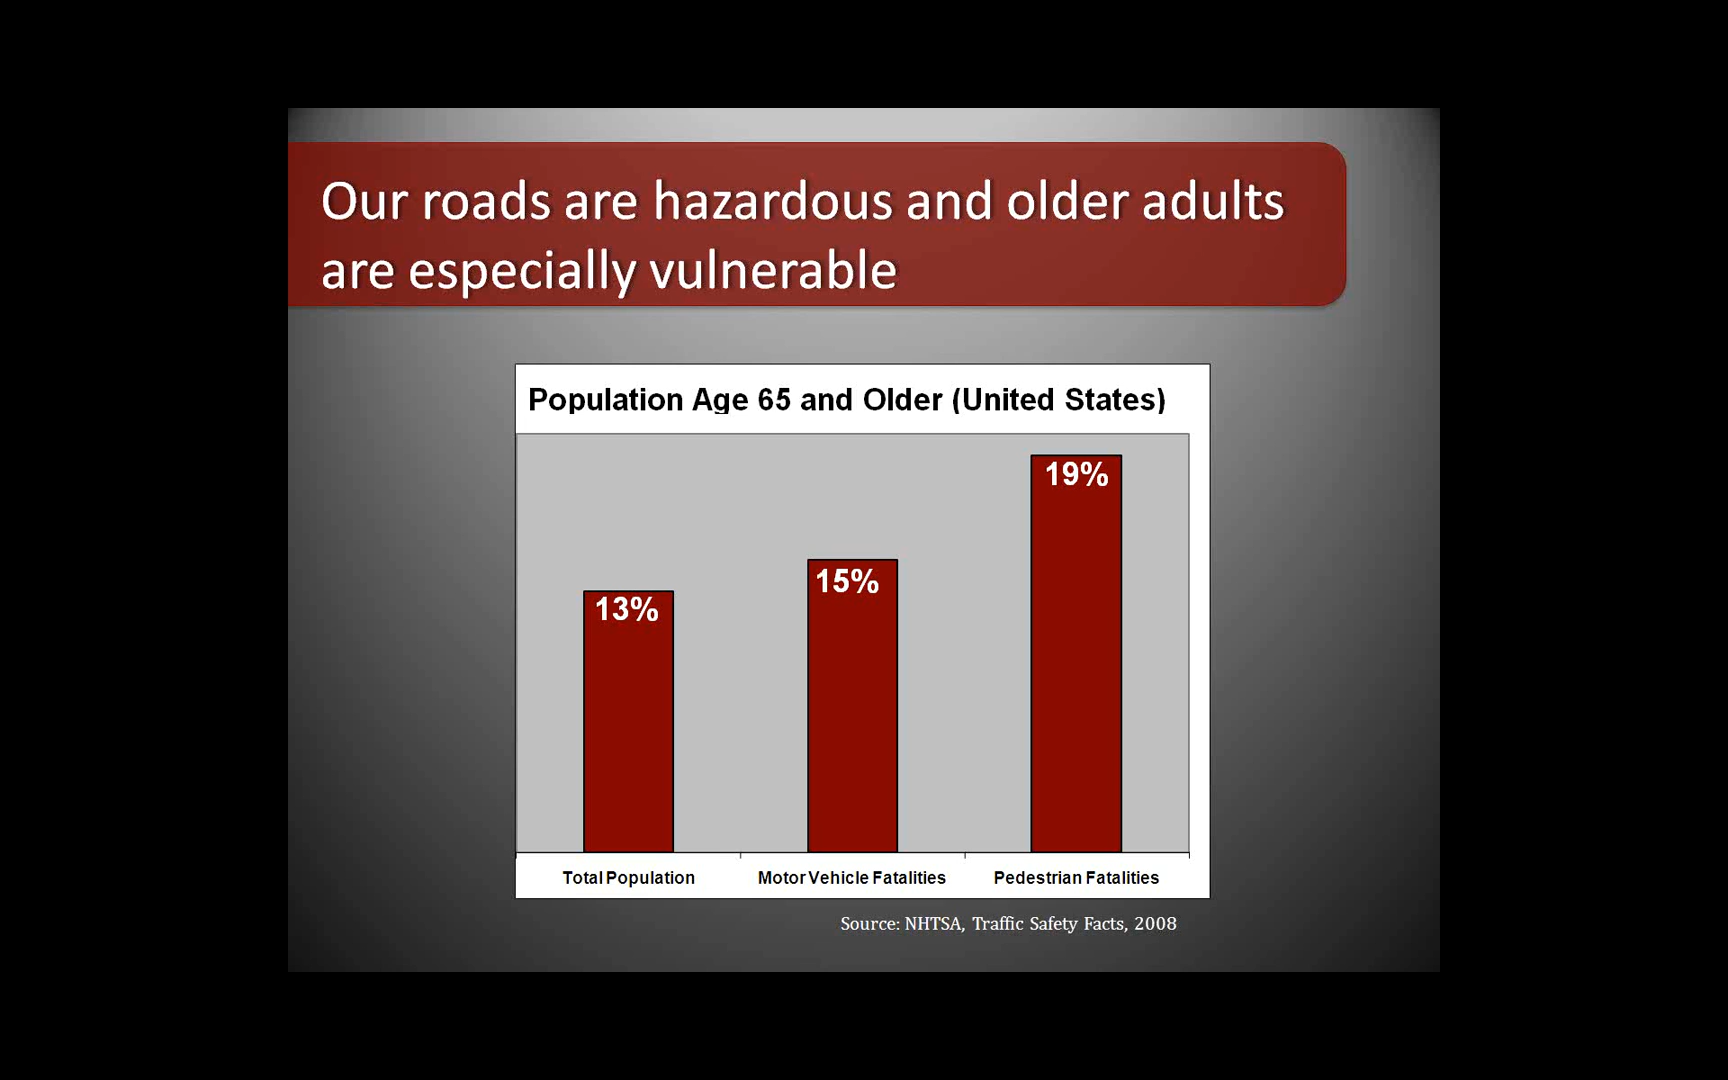 Our roads are hazardous and older adults
are especially vulnerable
Population Age 65 and Older (United States)
13%
15%
19%
Total Population
Motor Vehicle Fatalities
Pedestrian Fatalities
Source: NHTSA, Traffic Safety Facts, 2008